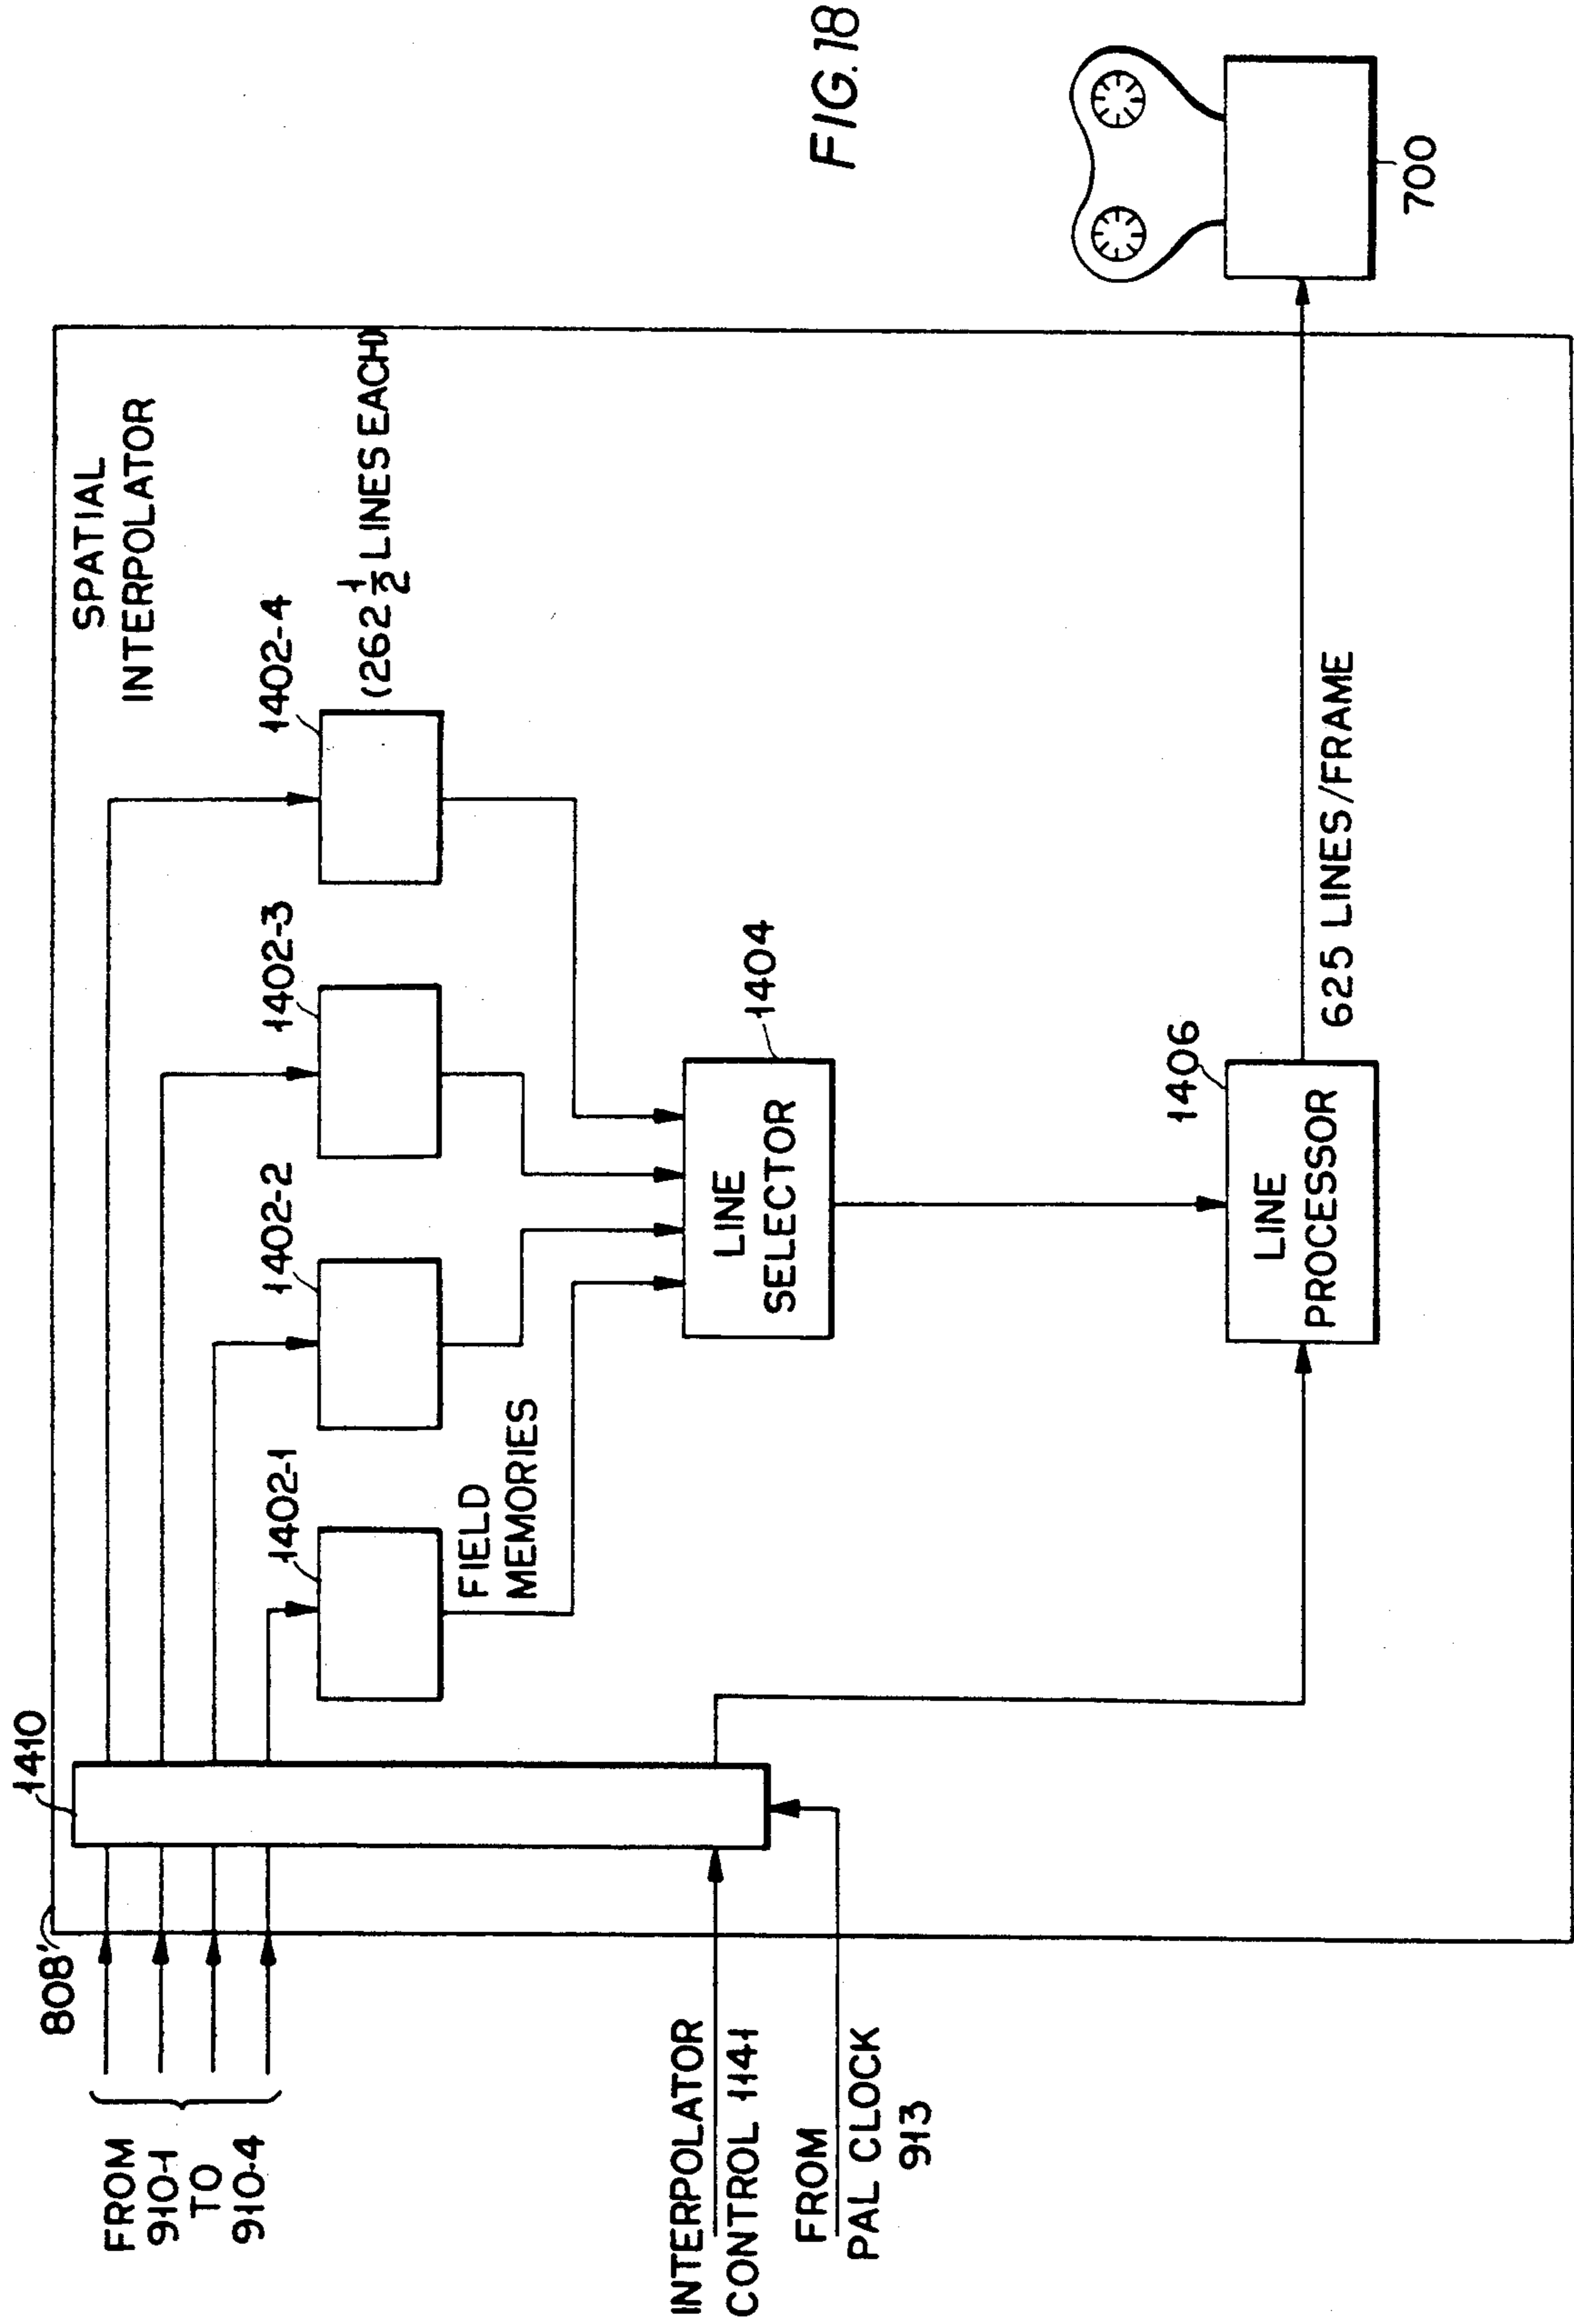 FIG. 18
SPATIAL
INTERPOLATOR
808'
1410
FROM
910-1
TO
910-4
1402-1
1402-2
1402-3
1402-4
(262 1/2 LINES EACH)
FIELD
MEMORIES
LINE
SELECTOR
1404
INTERPOLATOR
CONTROL 1141
FROM
PAL CLOCK
913
LINE
PROCESSOR
1406
625 LINES/FRAME
700